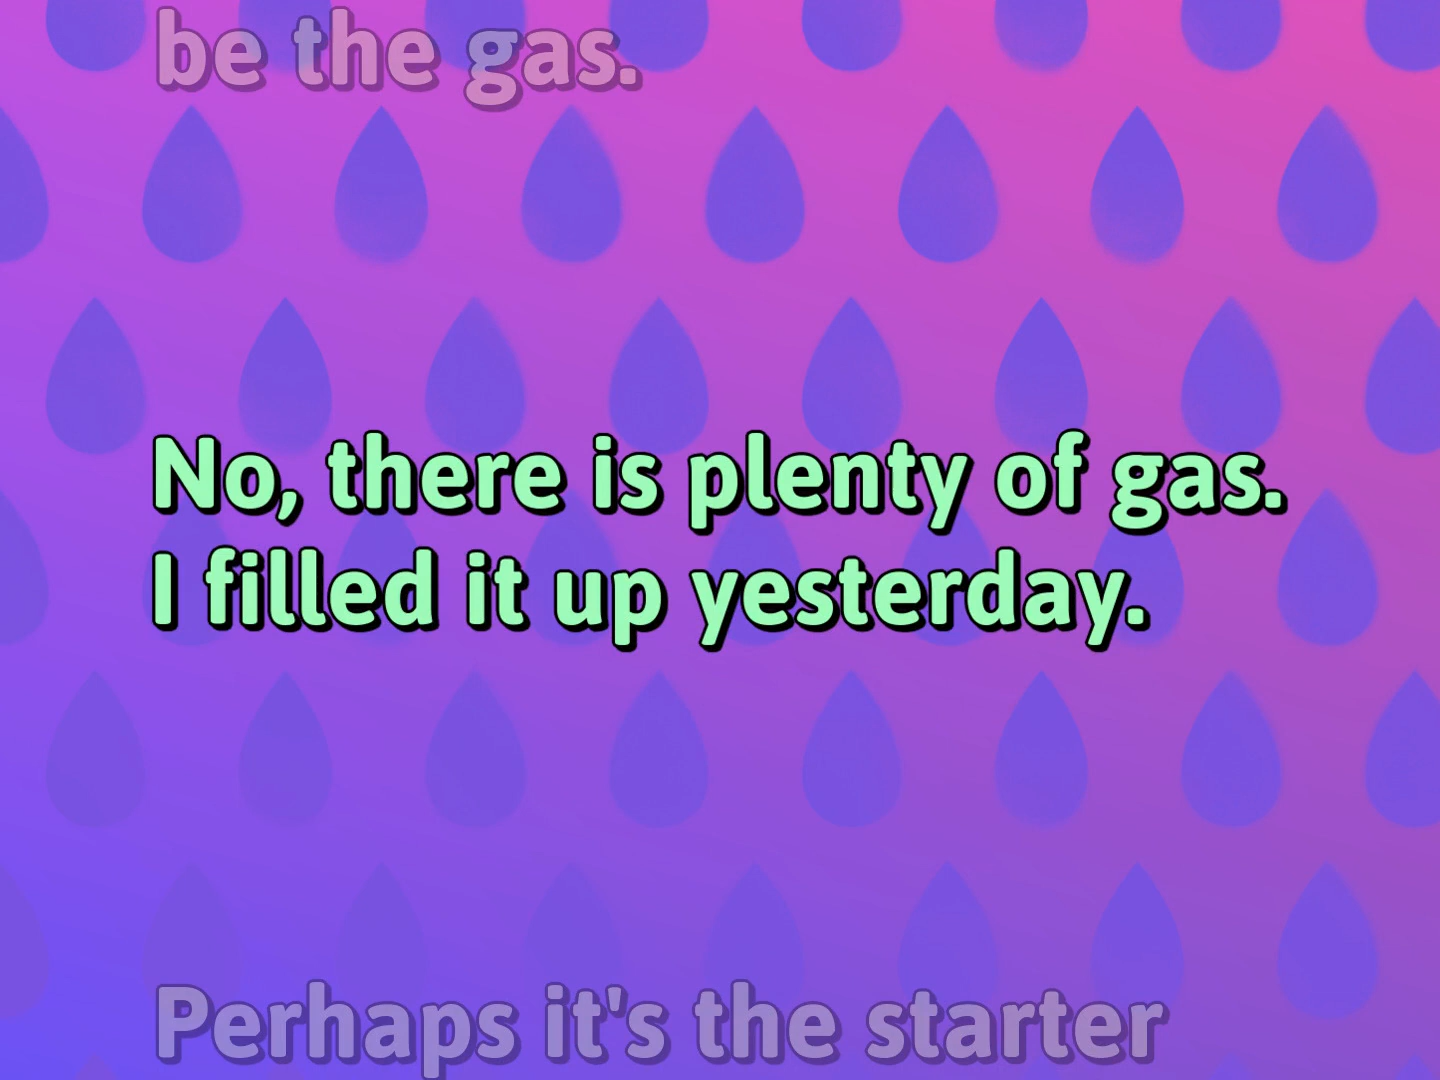 be the gas.
No, there is plenty of gas.
I filled it up yesterday.
Perhaps it's the starter